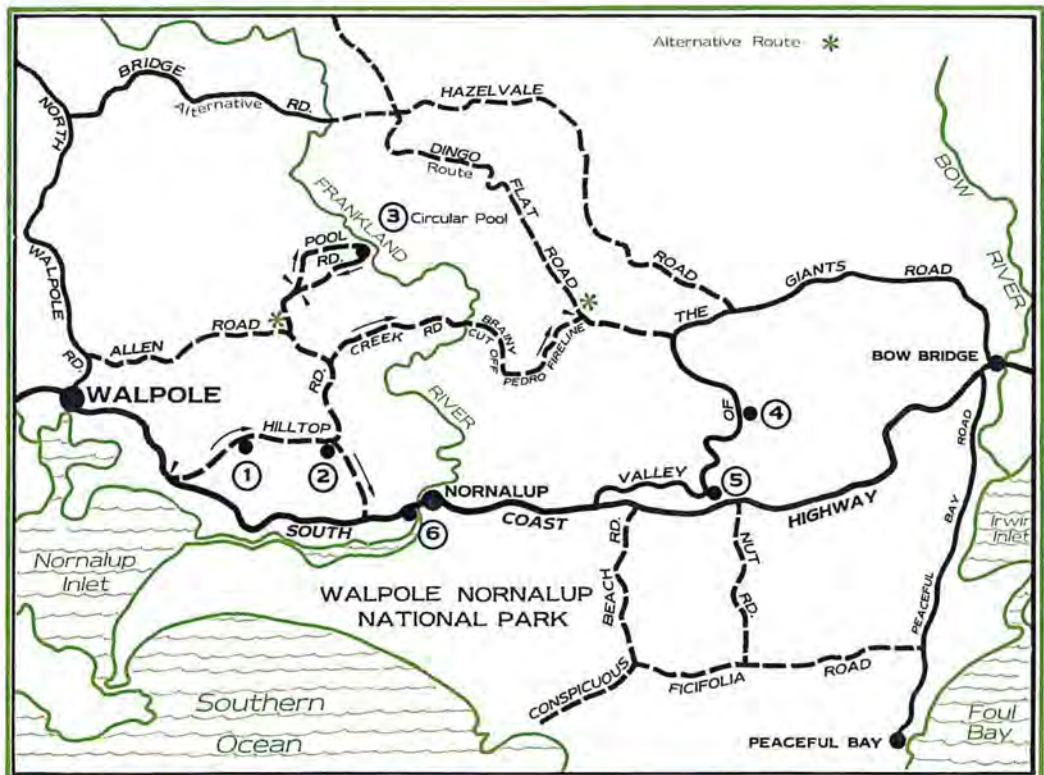 Alternative Route *
BRIDGE
Alternative
RD.
HAZELVALE
ROAD
NORTH
WALPOLE
RD.
DINGO
Route
FLAT
ROAD
BOW
RIVER
FRANKLAND
RIVER
3 Circular Pool
POOL
RD.
*
*
THE
GIANTS
ROAD
ALLEN
ROAD
CREEK RD
RD.
BRAINY
CUT OFF
PEDRO
FIRELINE
BOW BRIDGE
WALPOLE
OF
4
HILLTOP
1
2
VALLEY
5
NORNALUP
6
SOUTH
COAST
HIGHWAY
ROAD
BAY
PEACEFUL
Irwin
Inlet
Nornalup
Inlet
WALPOLE NORNALUP
NATIONAL PARK
BEACH
RD.
NUT
RD.
CONSPICUOUS
FICIFOLIA
ROAD
Southern
Ocean
PEACEFUL BAY
Foul
Bay